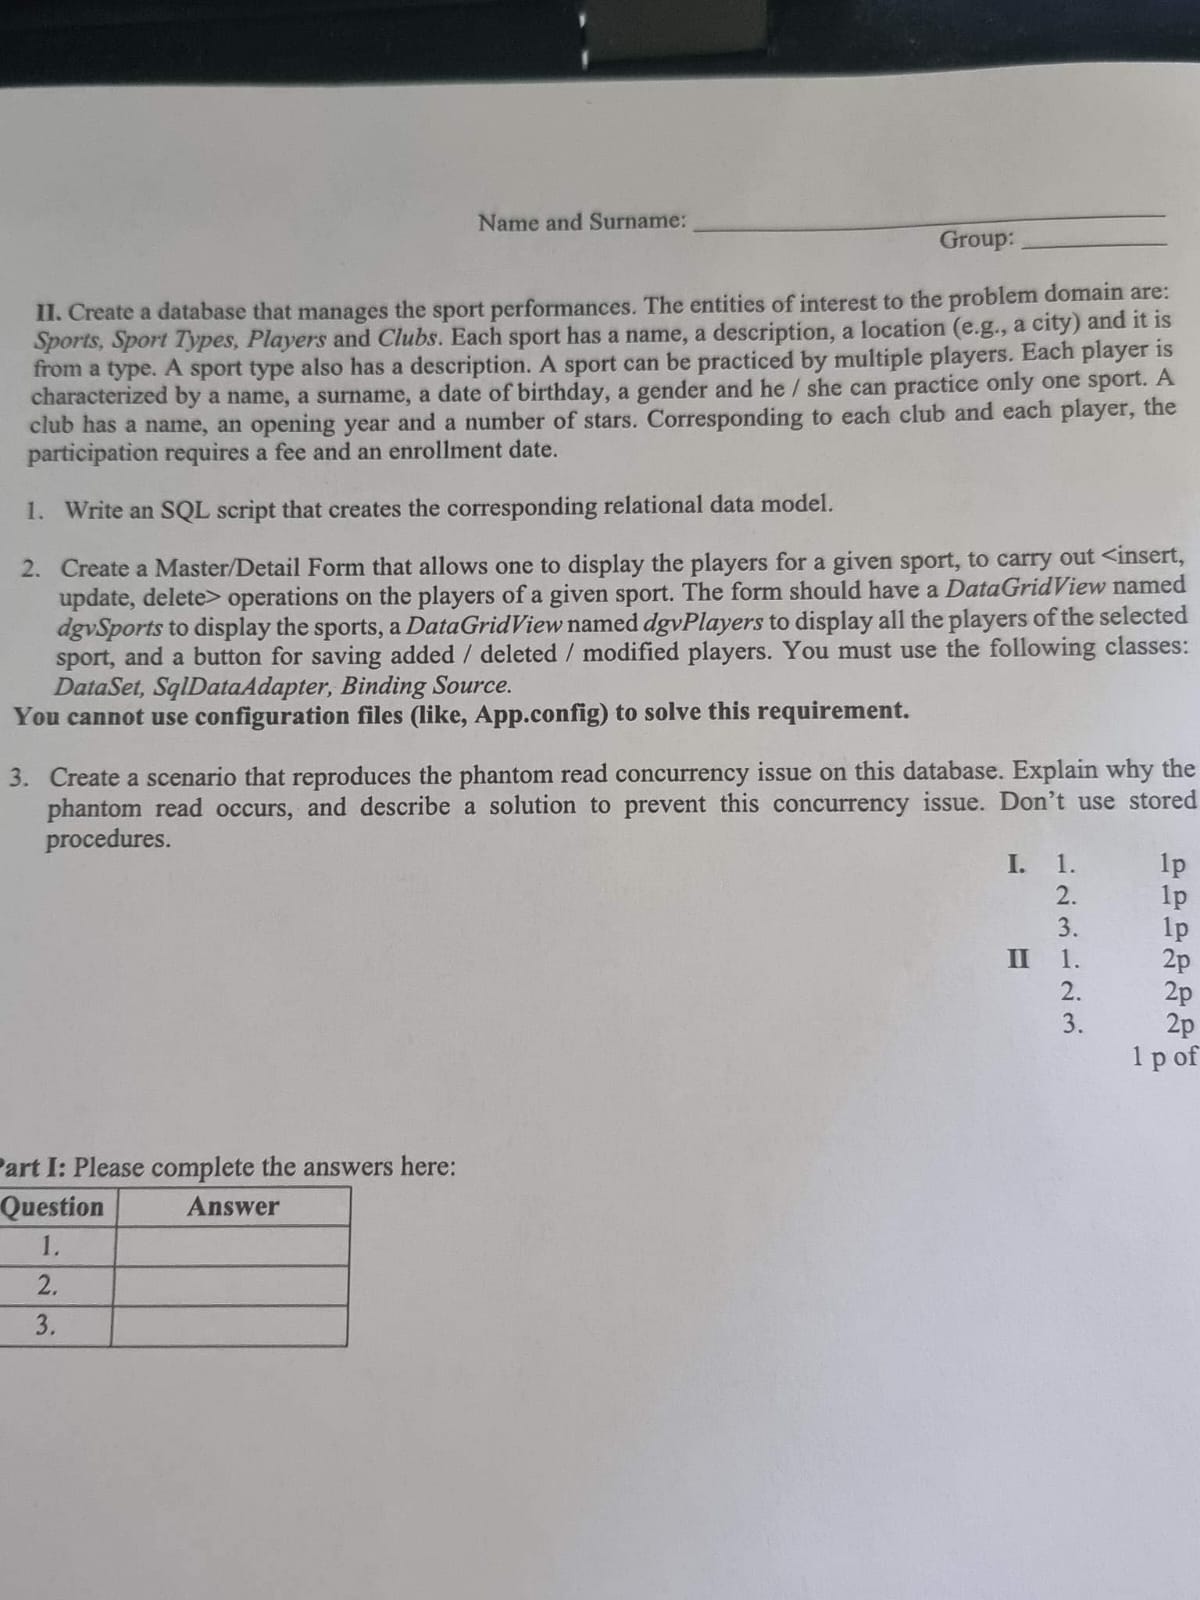 Name and Surname:
Group:
II. Create a database that manages the sport performances. The entities of interest to the problem domain are:
Sports, Sport Types, Players and Clubs. Each sport has a name, a description, a location (e.g., a city) and it is
from a type. A sport type also has a description. A sport can be practiced by multiple players. Each player is
characterized by a name, a surname, a date of birthday, a gender and he / she can practice only one sport. A
club has a name, an opening year and a number of stars. Corresponding to each club and each player, the
participation requires a fee and an enrollment date.
1. Write an SQL script that creates the corresponding relational data model.
2. Create a Master/Detail Form that allows one to display the players for a given sport, to carry out <insert,
update, delete> operations on the players of a given sport. The form should have a DataGridView named
dgvSports to display the sports, a DataGridView named dgvPlayers to display all the players of the selected
sport, and a button for saving added / deleted / modified players. You must use the following classes:
DataSet, SqlDataAdapter, Binding Source.
You cannot use configuration files (like, App.config) to solve this requirement.
3. Create a scenario that reproduces the phantom read concurrency issue on this database. Explain why the
phantom read occurs, and describe a solution to prevent this concurrency issue. Don't use stored
procedures.
I. 1. 1p
2. 1p
3. 1p
II 1. 2p
2. 2p
3. 2p
1 p of
Part I: Please complete the answers here:
Question Answer
1.
2.
3.